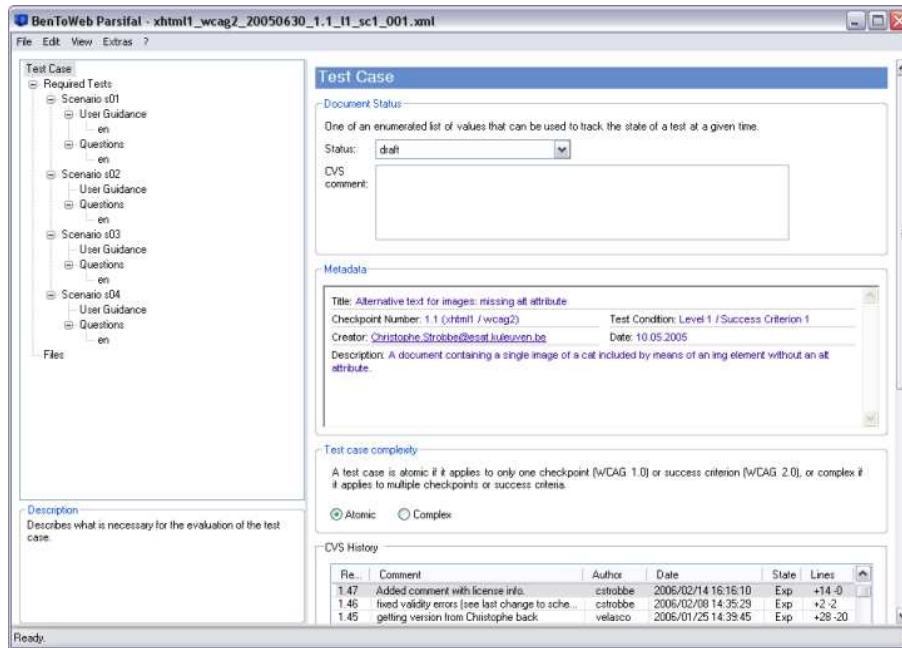 BenToWeb Parsifal - xhtml1_wcag2_20050630_1.1_l1_sc1_001.xml
File Edit View Extras ?
Test Case
Required Tests
Scenario s01
User Guidance
en
Questions
en
Scenario s02
User Guidance
Questions
en
Scenario s03
User Guidance
Questions
en
Scenario s04
User Guidance
Questions
en
Files
Description
Describes what is necessary for the evaluation of the test
case.
Test Case
Document Status
One of an enumerated list of values that can be used to track the state of a test at a given time.
Status: draft
CVS
comment:
Metadata
Title: Alternative text for images: missing alt attribute
Checkpoint Number: 1.1 (xhtml1 / wcag2) Test Condition: Level 1 / Success Criterion 1
Creator: Christophe.Strobbe@esat.kuleuven.be Date: 10.05.2005
Description: A document containing a single image of a cat included by means of an img element without an alt
attribute.
Test case complexity
A test case is atomic if it applies to only one checkpoint (WCAG 1.0) or success criterion (WCAG 2.0), or complex if
it applies to multiple checkpoints or success criteria.
Atomic Complex
CVS History
Re... Comment Author Date State Lines
1.47 Added comment with license info. cstrobbe 2006/02/14 16:16:10 Exp +14 -0
1.46 fixed validity errors (see last change to sche... cstrobbe 2006/02/08 14:35:29 Exp +2 -2
1.45 getting version from Christophe back velasco 2006/01/25 14:39:45 Exp +28 -20
Ready.